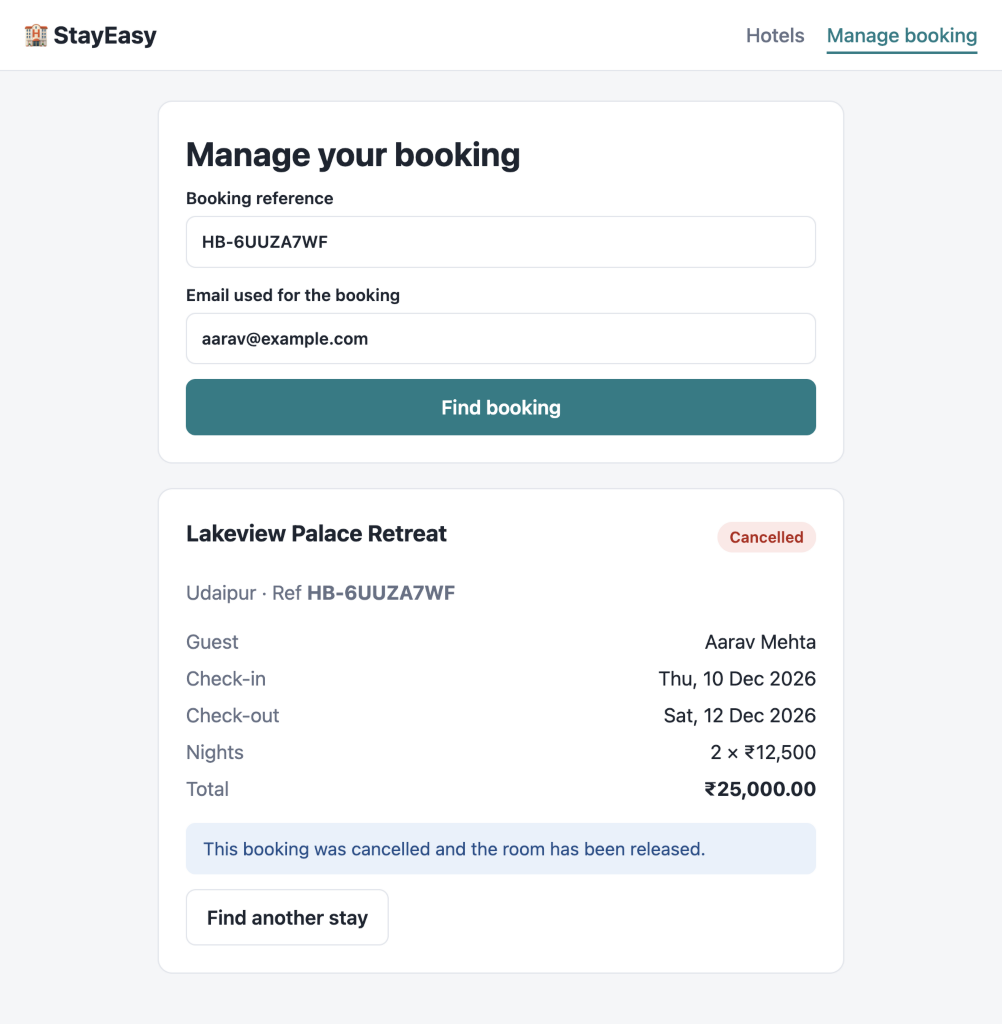 StayEasy
Hotels
Manage booking
Manage your booking
Booking reference
HB-6UUZA7WF
Email used for the booking
aarav@example.com
Find booking
Lakeview Palace Retreat
Cancelled
Udaipur · Ref HB-6UUZA7WF
Guest Aarav Mehta
Check-in Thu, 10 Dec 2026
Check-out Sat, 12 Dec 2026
Nights 2 × ₹12,500
Total ₹25,000.00
This booking was cancelled and the room has been released.
Find another stay